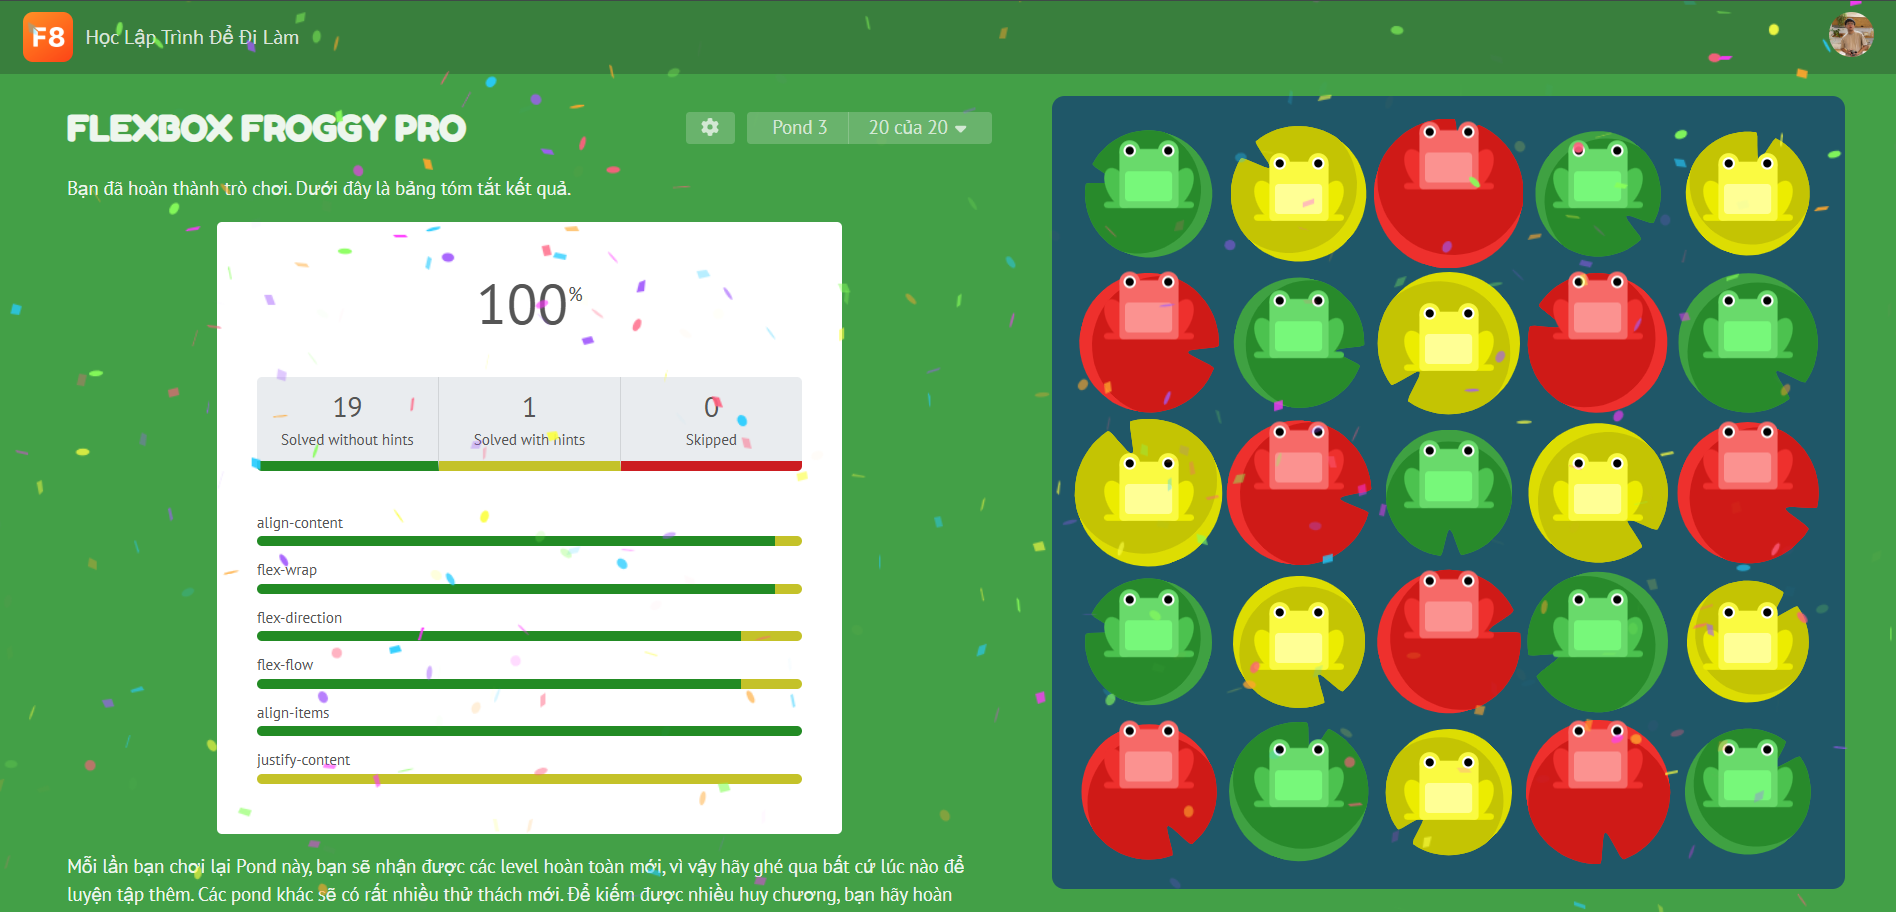 F8 Học Lập Trình Để Đi Làm
FLEXBOX FROGGY PRO
Pond 3
20 của 20
Bạn đã hoàn thành trò chơi. Dưới đây là bảng tóm tắt kết quả.
100%
19
Solved without hints
1
Solved with hints
0
Skipped
align-content
flex-wrap
flex-direction
flex-flow
align-items
justify-content
Mỗi lần bạn chơi lại Pond này, bạn sẽ nhận được các level hoàn toàn mới, vì vậy hãy ghé qua bất cứ lúc nào để
luyện tập thêm. Các pond khác sẽ có rất nhiều thử thách mới. Để kiếm được nhiều huy chương, bạn hãy hoàn